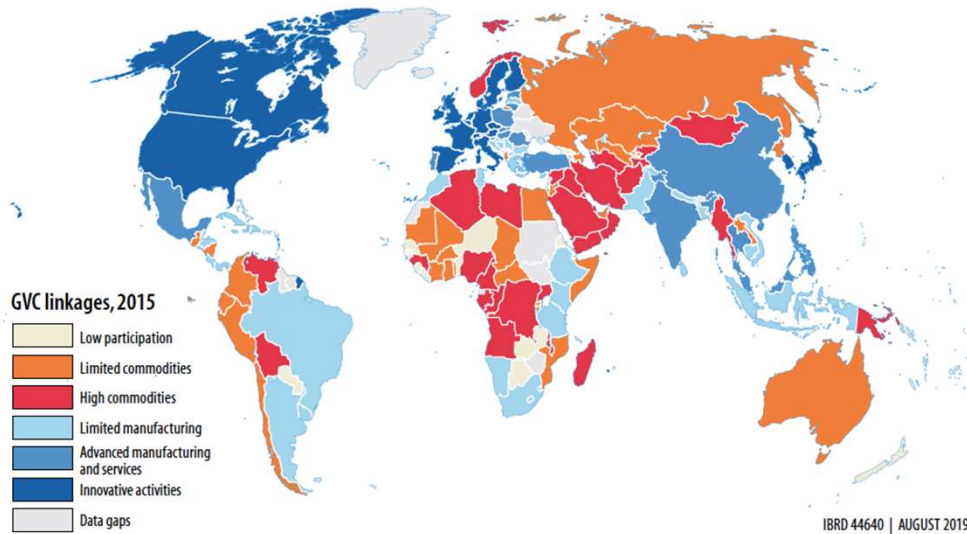 GVC linkages, 2015
Low participation
Limited commodities
High commodities
Limited manufacturing
Advanced manufacturing
and services
Innovative activities
Data gaps
IBRD 44640 | AUGUST 2019